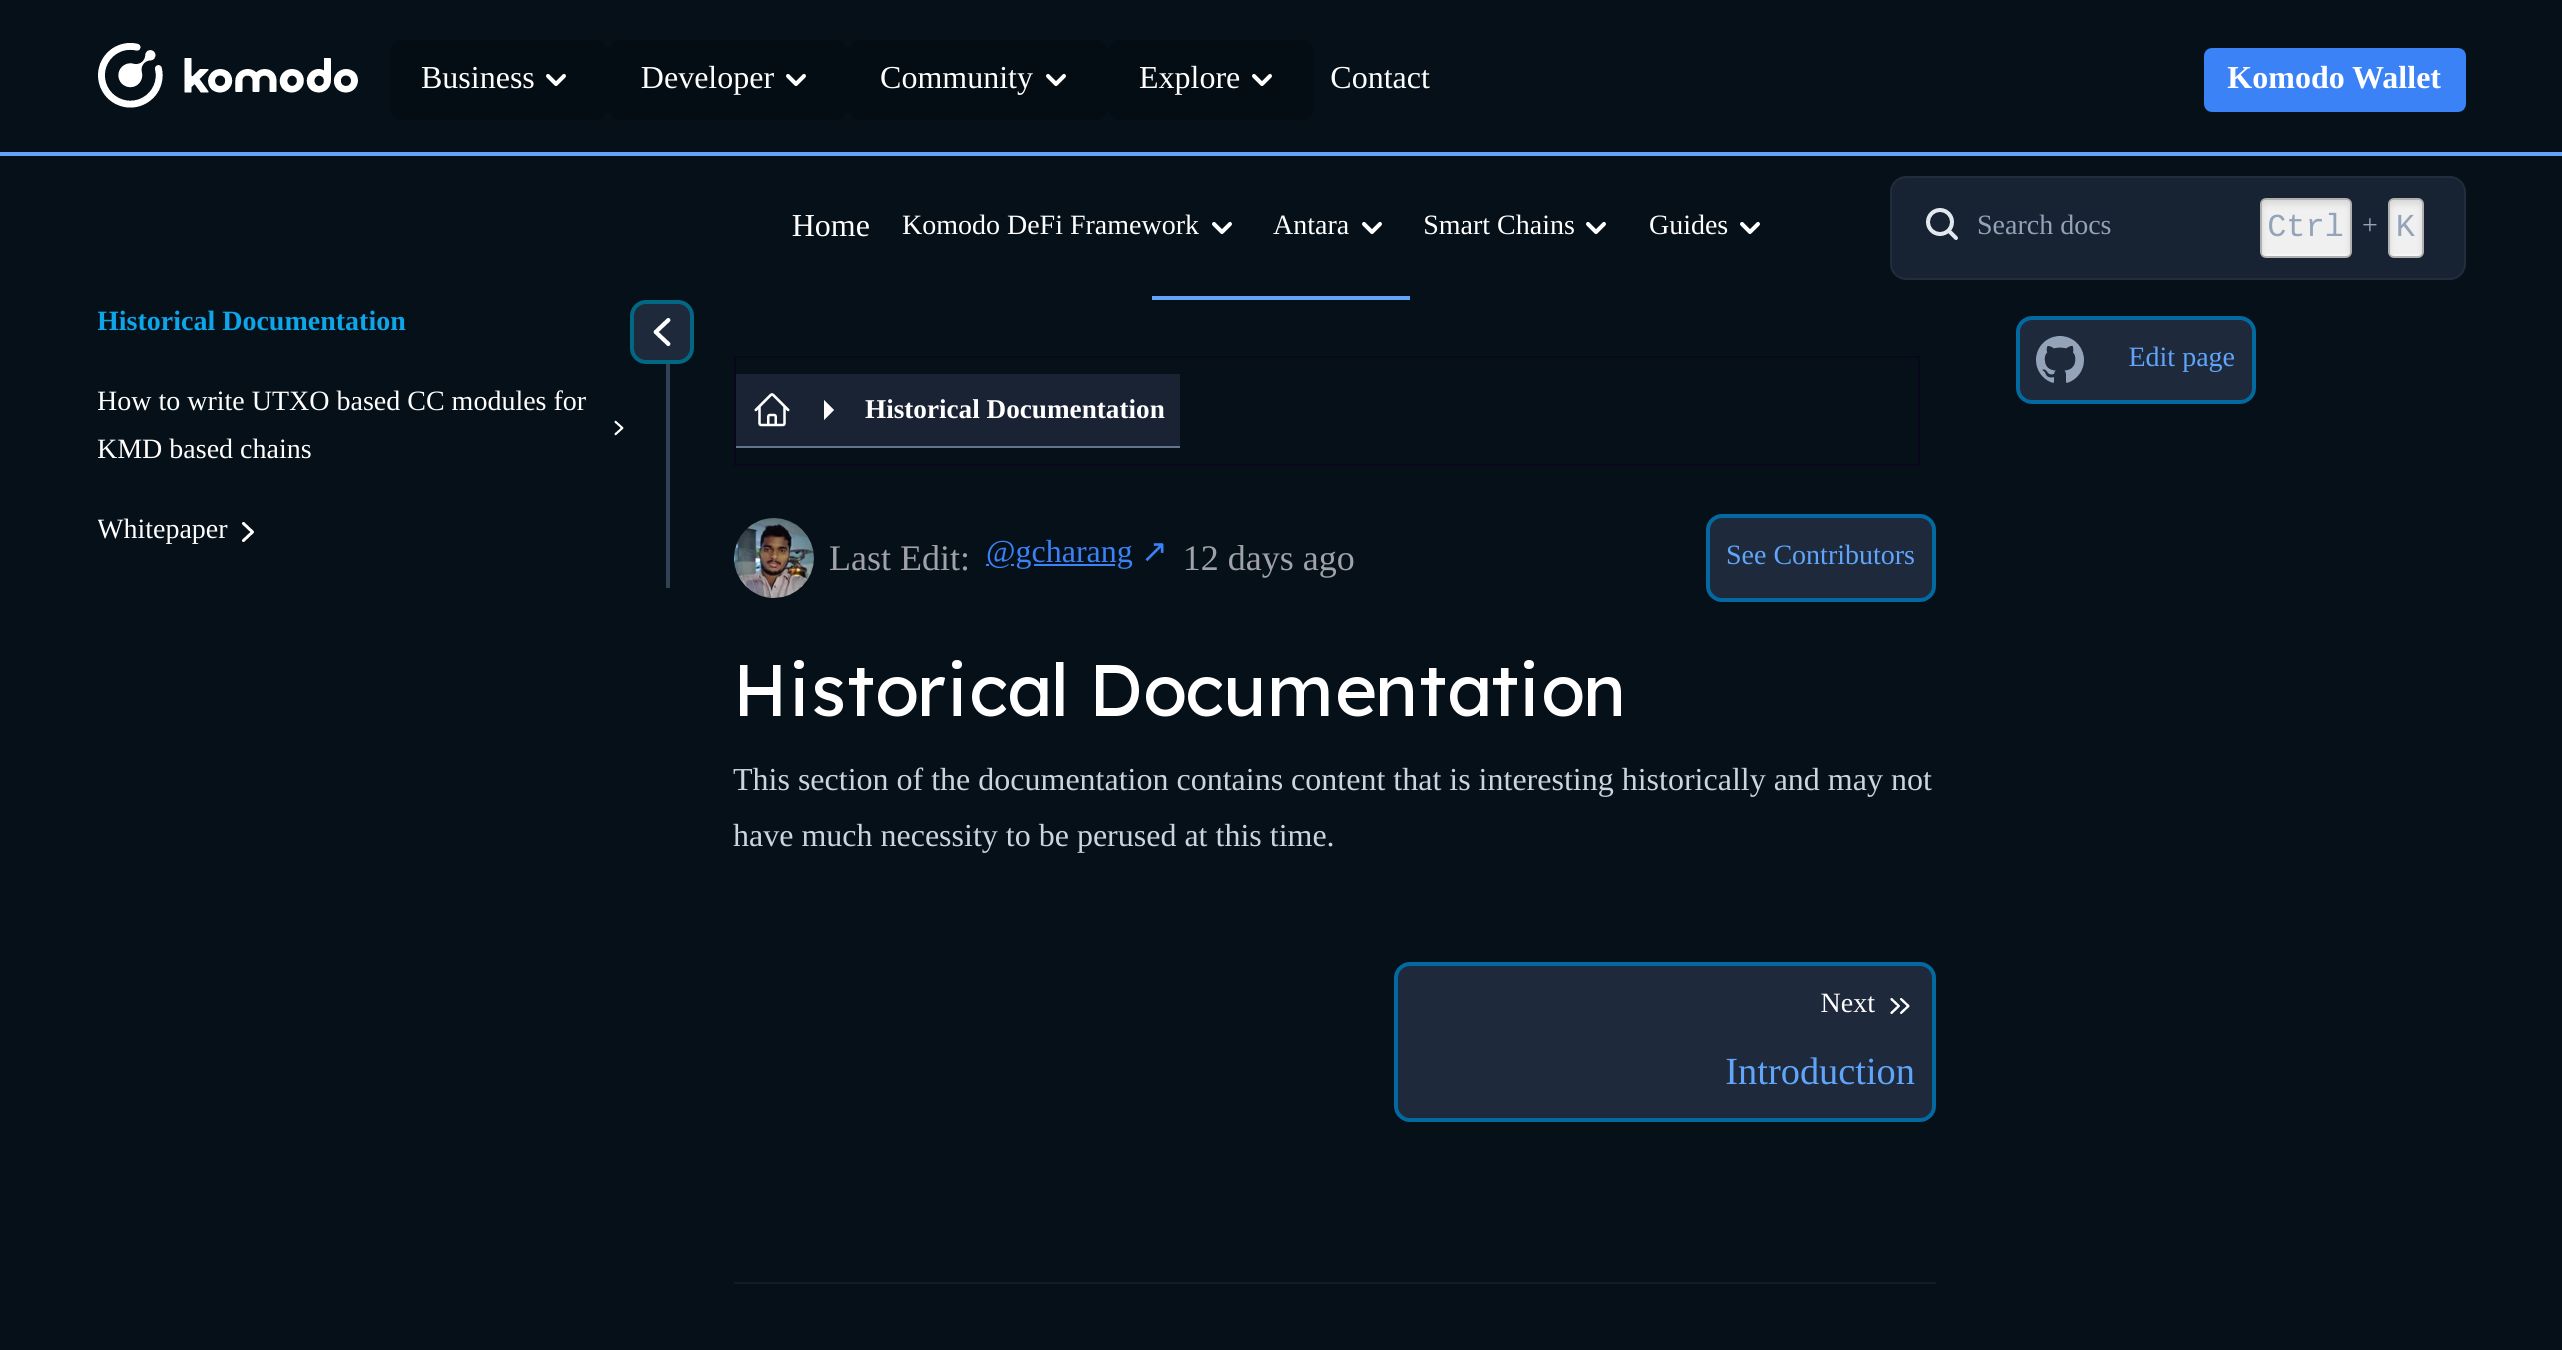 komodo
Business
Developer
Community
Explore
Contact
Komodo Wallet
Home
Komodo DeFi Framework
Antara
Smart Chains
Guides
Search docs
Ctrl + K
Historical Documentation
How to write UTXO based CC modules for
KMD based chains
Whitepaper
Historical Documentation
Edit page
Last Edit: @gcharang ↗ 12 days ago
See Contributors
Historical Documentation
This section of the documentation contains content that is interesting historically and may not
have much necessity to be perused at this time.
Next
Introduction